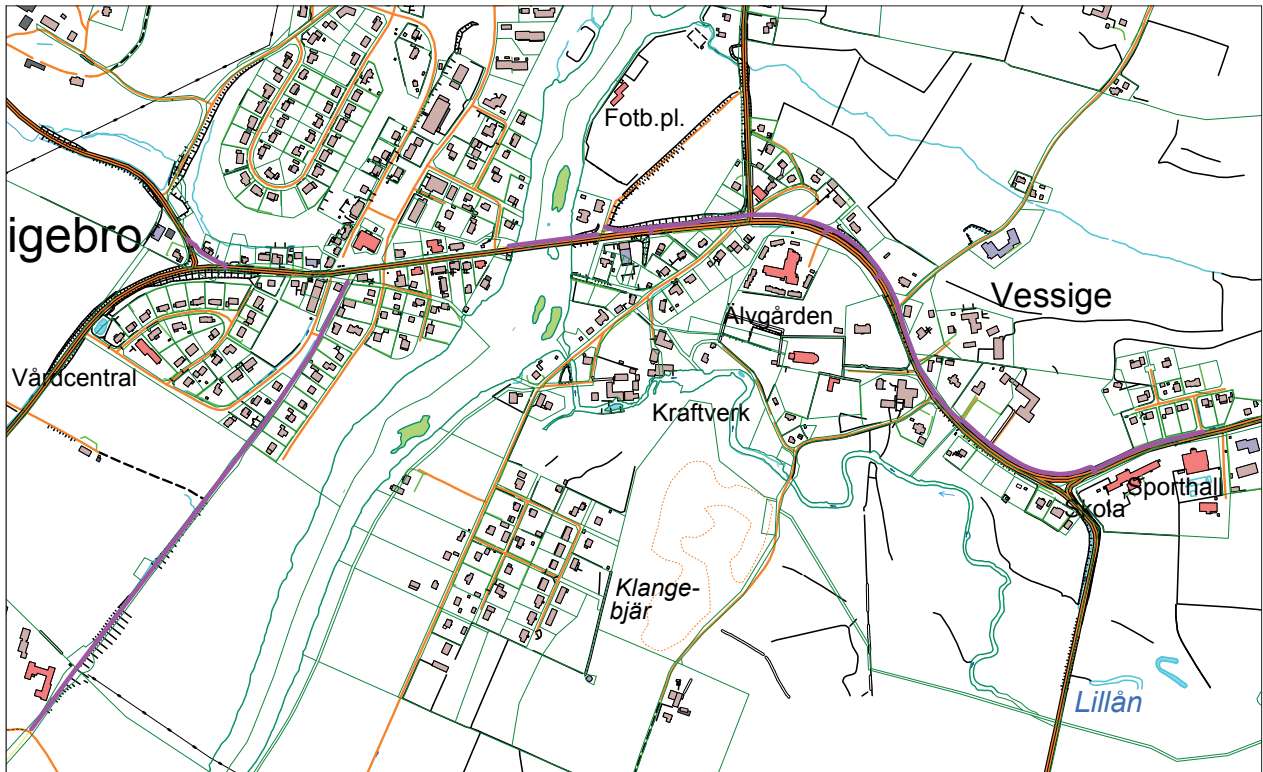 Fotb.pl.
igebro
Vessige
Älvgården
Vårdcentral
Kraftverk
Sporthall
Skola
Klange-
bjär
Lillån